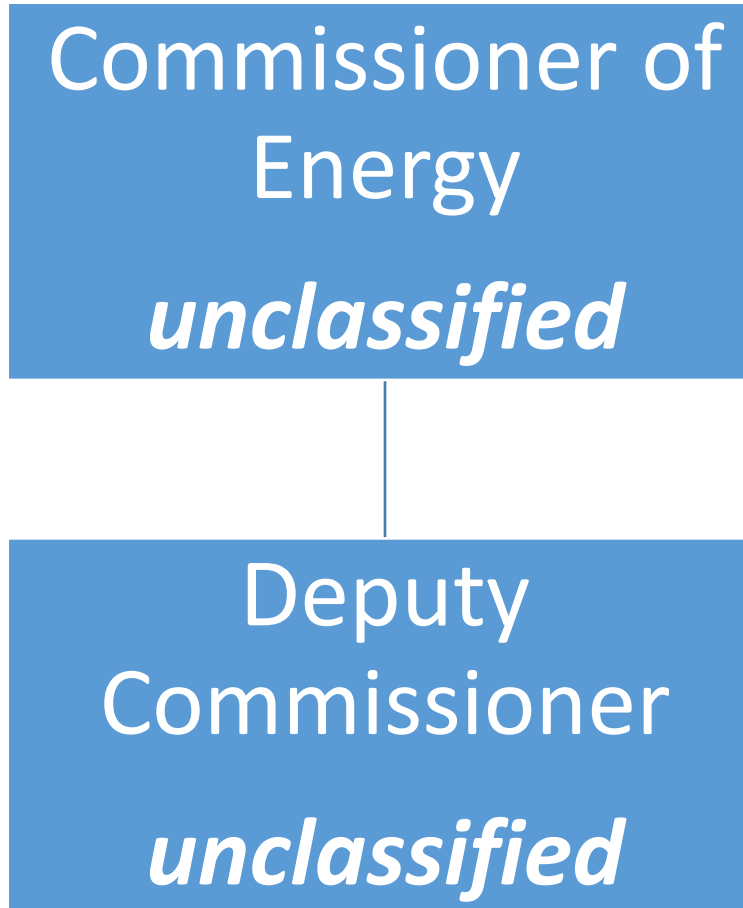 Commissioner of
Energy
unclassified
Deputy
Commissioner
unclassified